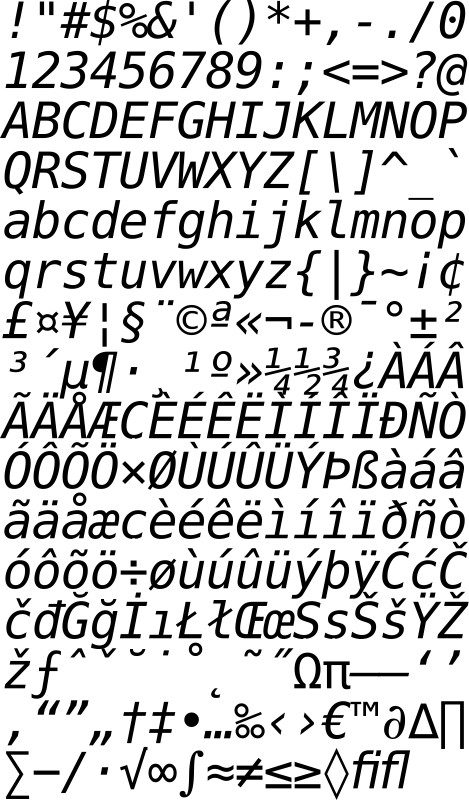 !"#$%&'()*+,-./0
123456789:;<=>?@
ABCDEFGHIJKLMNOP
QRSTUVWXYZ[\]^_`
abcdefghijklmnop
qrstuvwxyz{|}~¡¢
£¤¥¦§¨©ª«¬-®¯°±²
³´µ¶·¸¹º»¼½¾¿ÀÁÂ
ÃÄÅÆÇÈÉÊËÌÍÎÏÐÑÒ
ÓÔÕÖ×ØÙÚÛÜÝÞßàáâ
ãäåæçèéêëìíîïðñò
óôõö÷øùúûüýþÿĆćČ
čđĞğİıŁłŒœŞşŠšŸŽ
žƒˆˇ˘˙˚˛˜˝Ωπ–—‘’
‚“”„†‡•…‰‹›€™∂∆∏
∑−∕∙√∞∫≈≠≤≥◊ﬁﬂ